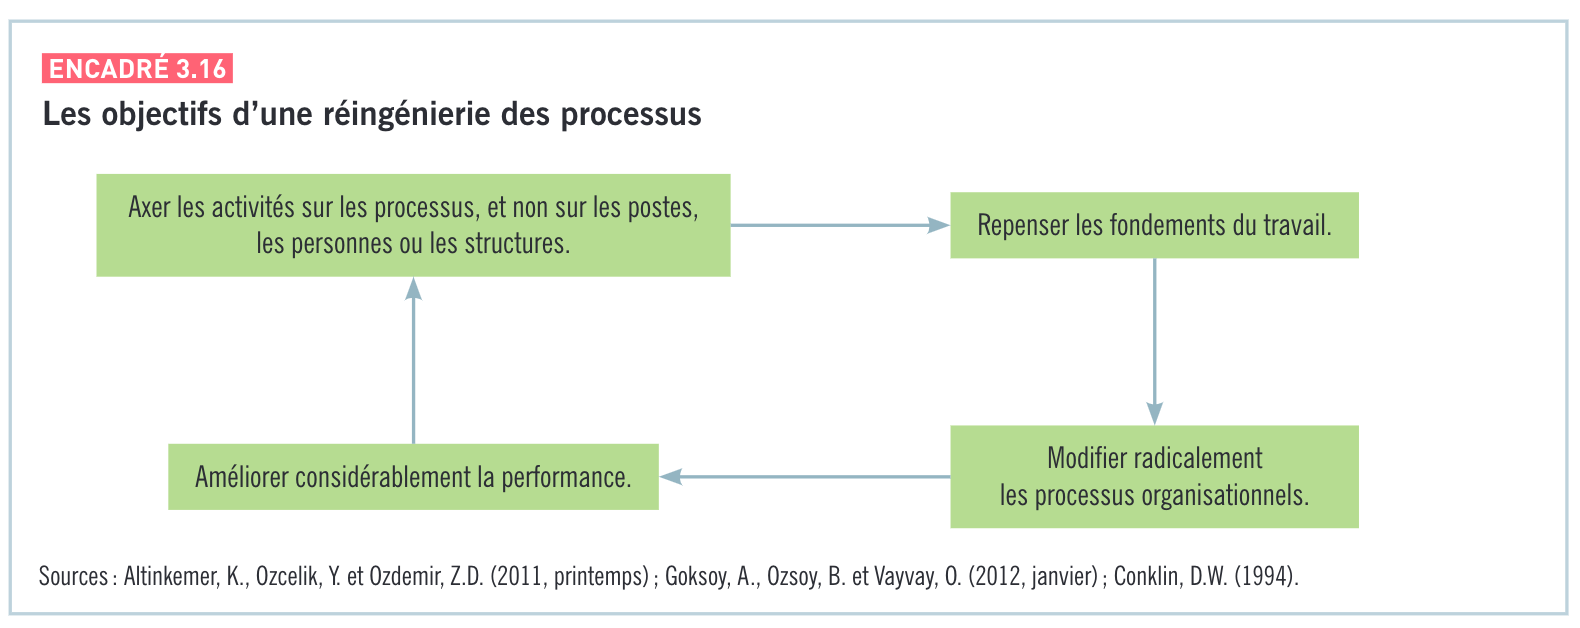 ENCADRÉ 3.16
Les objectifs d’une réingénierie des processus
Axer les activités sur les processus, et non sur les postes,
les personnes ou les structures.
Repenser les fondements du travail.
Améliorer considérablement la performance.
Modifier radicalement
les processus organisationnels.
Sources : Altinkemer, K., Ozcelik, Y. et Ozdemir, Z.D. (2011, printemps) ; Goksoy, A., Ozsoy, B. et Vayvay, O. (2012, janvier) ; Conklin, D.W. (1994).